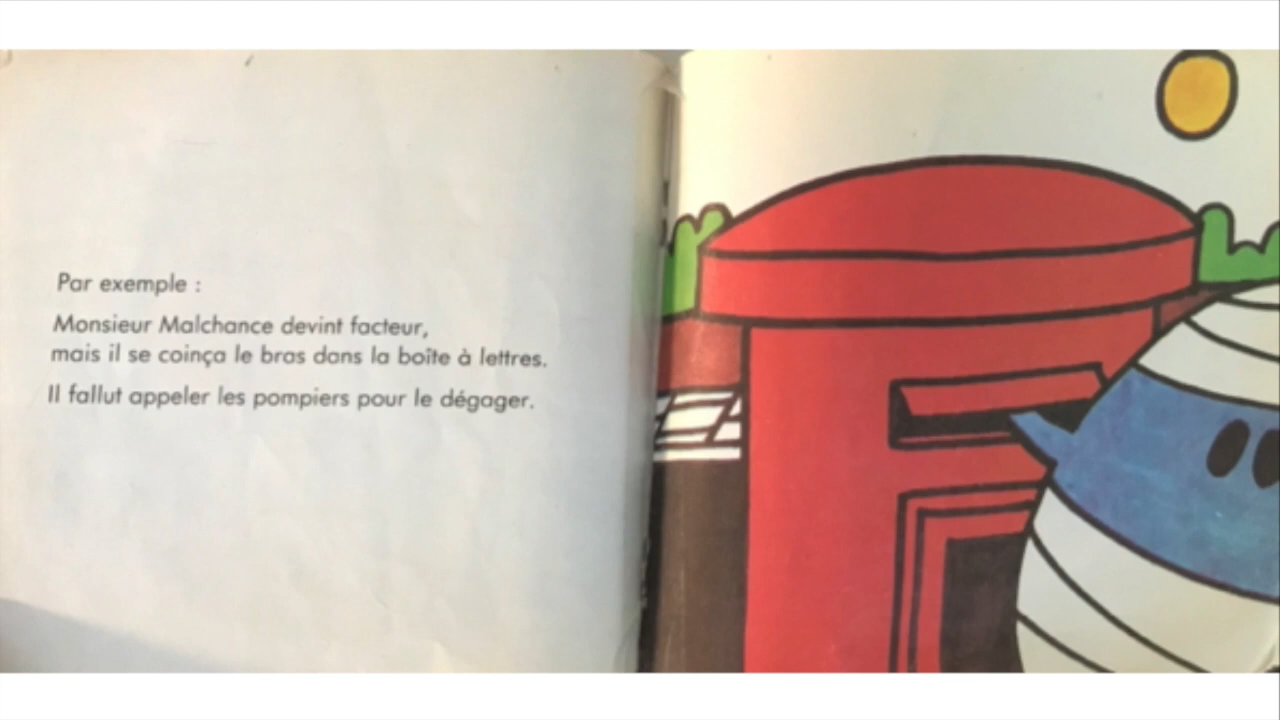 Par exemple :
Monsieur Malchance devint facteur,
mais il se coinça le bras dans la boîte à lettres.
Il fallut appeler les pompiers pour le dégager.